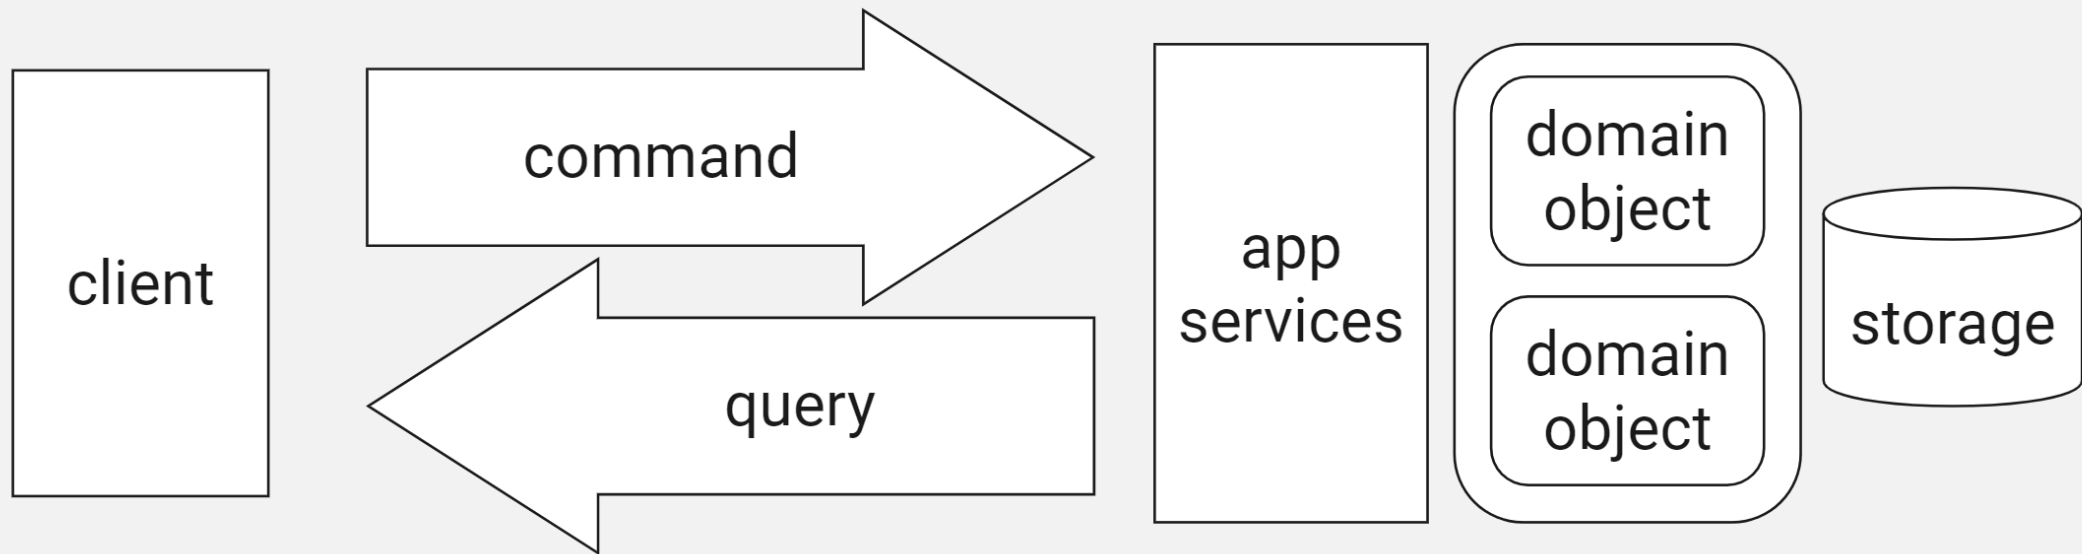 client
command
query
app
services
domain
object
domain
object
storage